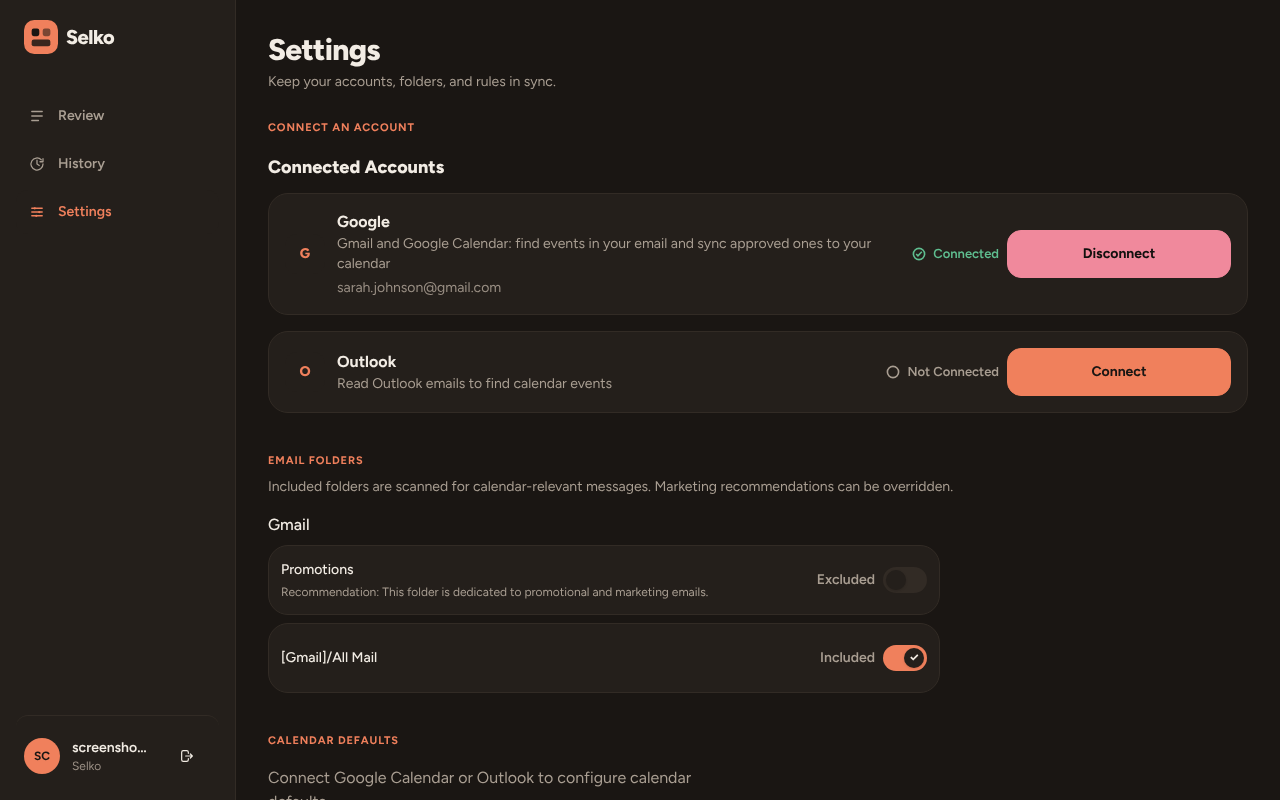 Selko
Review
History
Settings
SC
screensho...
Selko
Settings
Keep your accounts, folders, and rules in sync.
CONNECT AN ACCOUNT
Connected Accounts
G
Google
Gmail and Google Calendar: find events in your email and sync approved ones to your
calendar
sarah.johnson@gmail.com
Connected
Disconnect
O
Outlook
Read Outlook emails to find calendar events
Not Connected
Connect
EMAIL FOLDERS
Included folders are scanned for calendar-relevant messages. Marketing recommendations can be overridden.
Gmail
Promotions
Recommendation: This folder is dedicated to promotional and marketing emails.
Excluded
[Gmail]/All Mail
Included
CALENDAR DEFAULTS
Connect Google Calendar or Outlook to configure calendar
defaults.